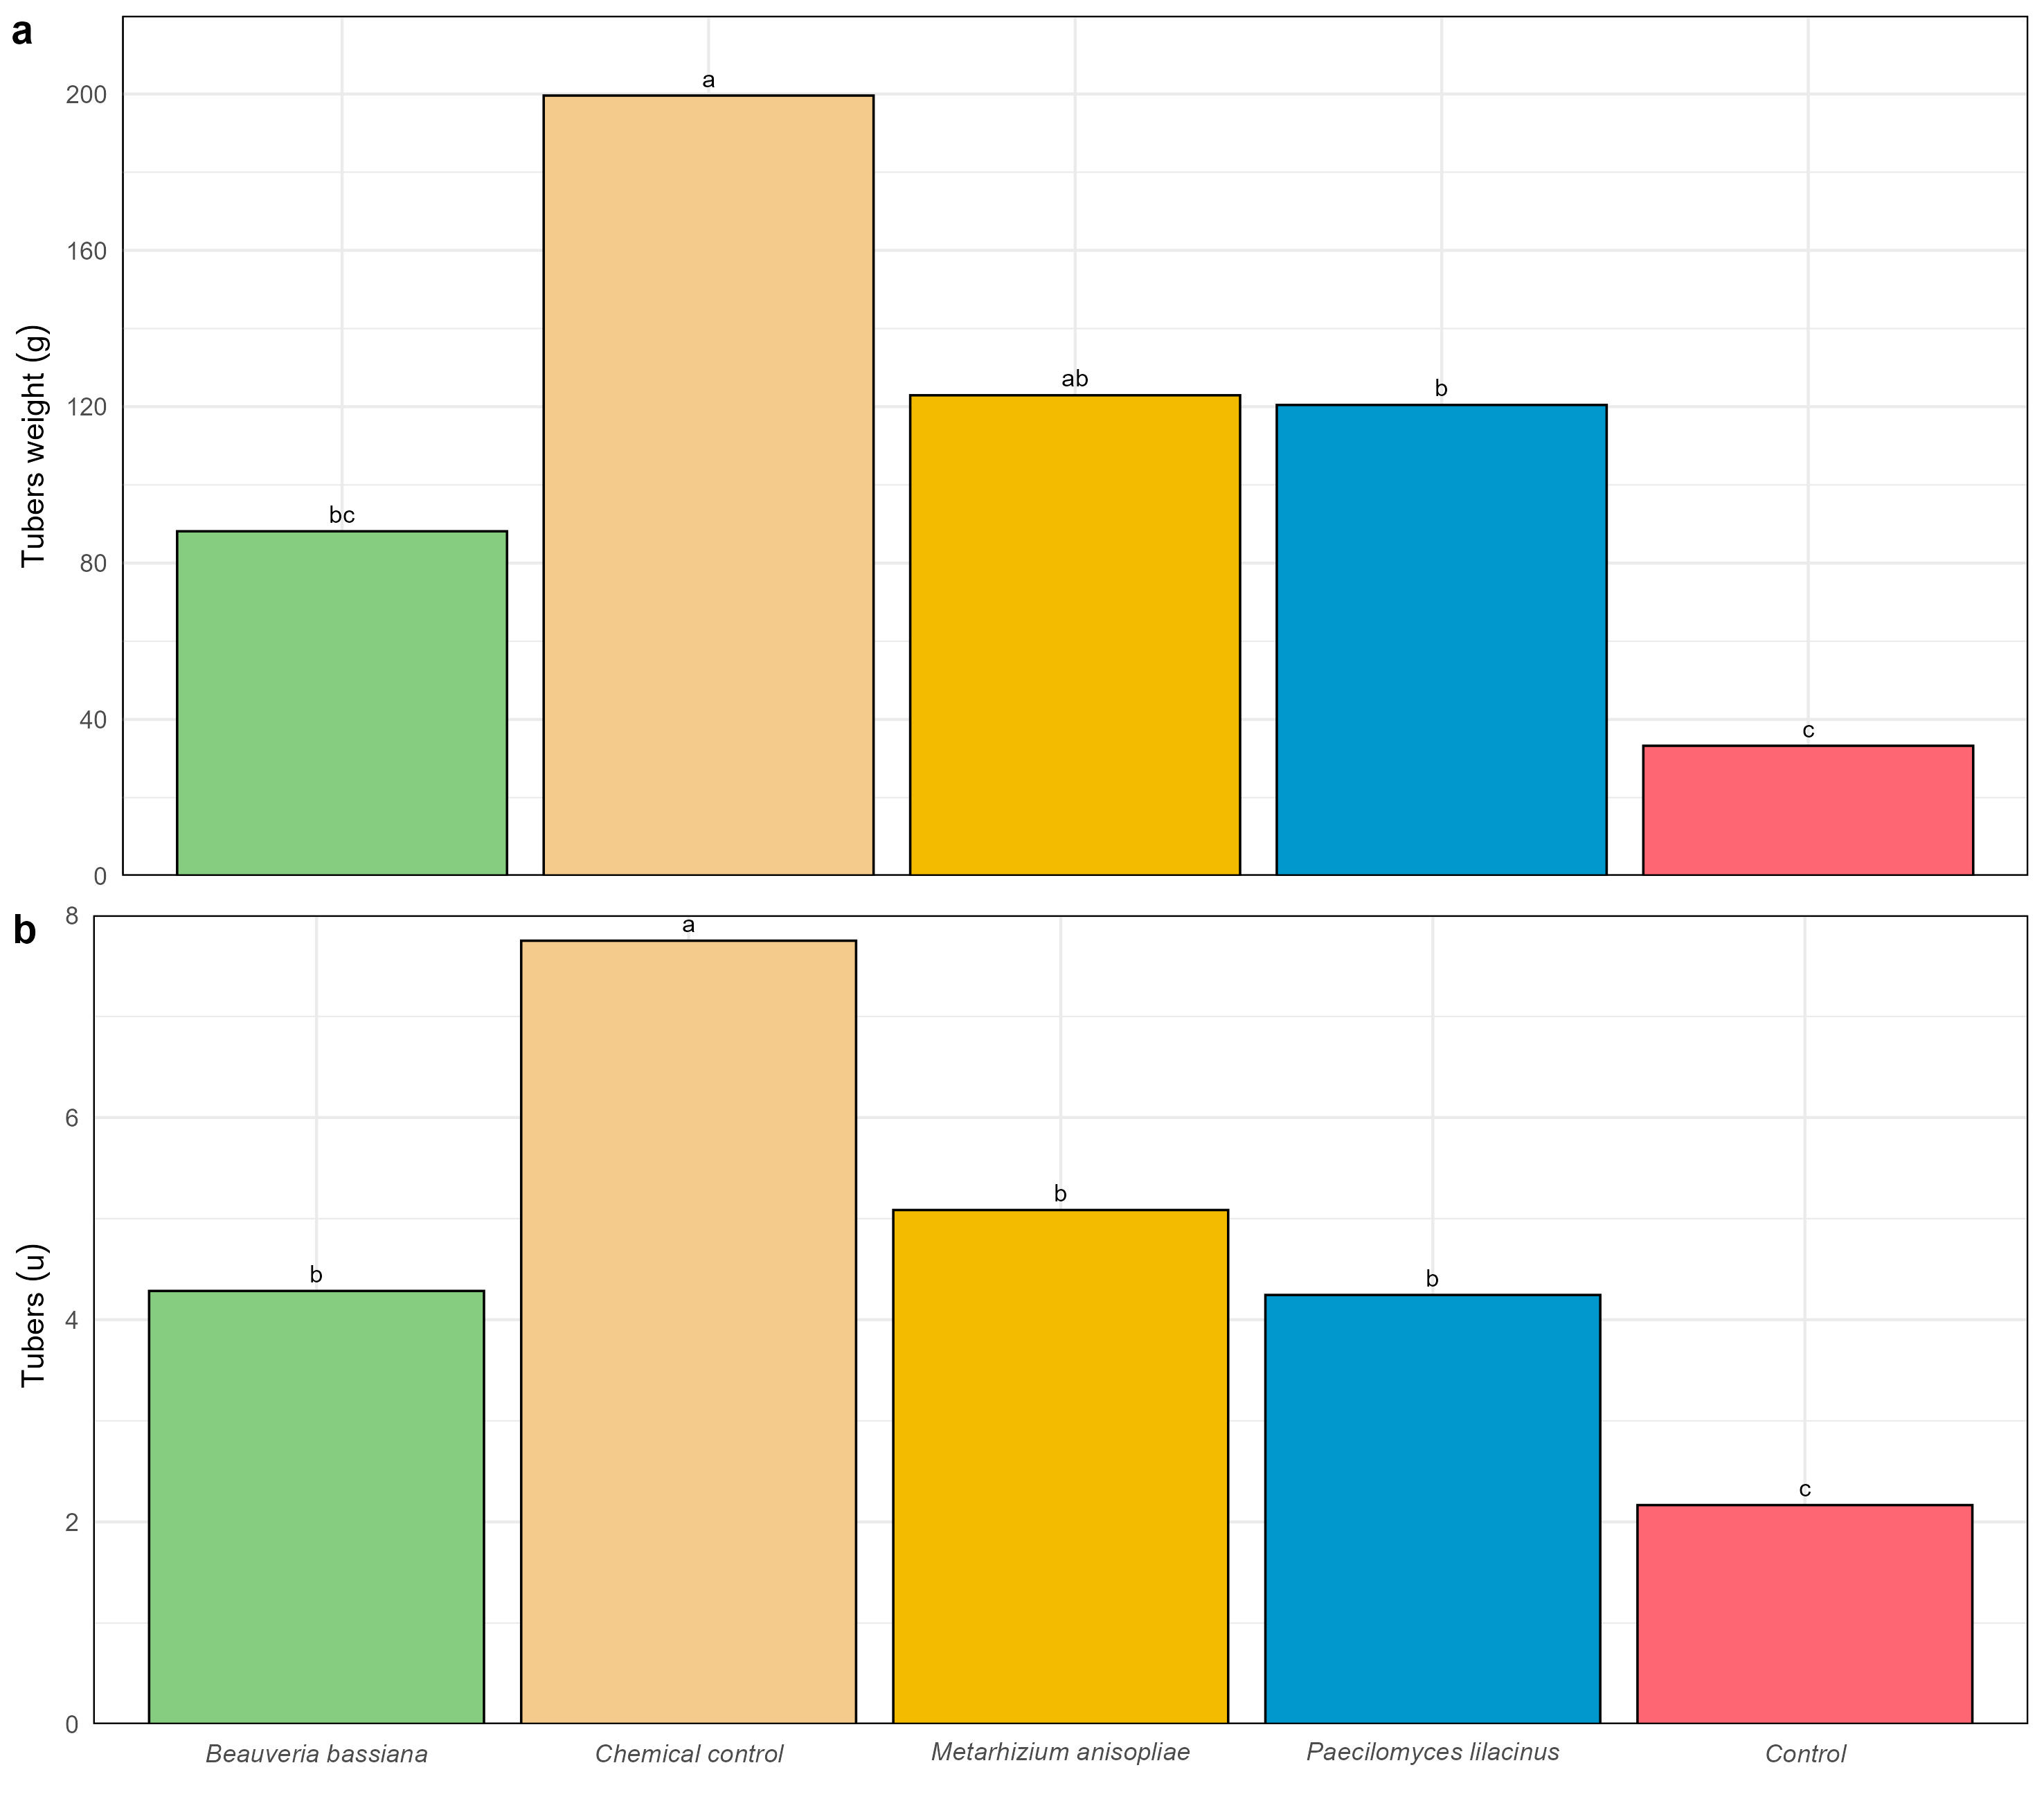 a
Tubers weight (g)
200
160
120
80
40
0
bc
a
ab
b
c
b
Tubers (u)
8
6
4
2
0
b
a
b
b
c
Beauveria bassiana
Chemical control
Metarhizium anisopliae
Paecilomyces lilacinus
Control